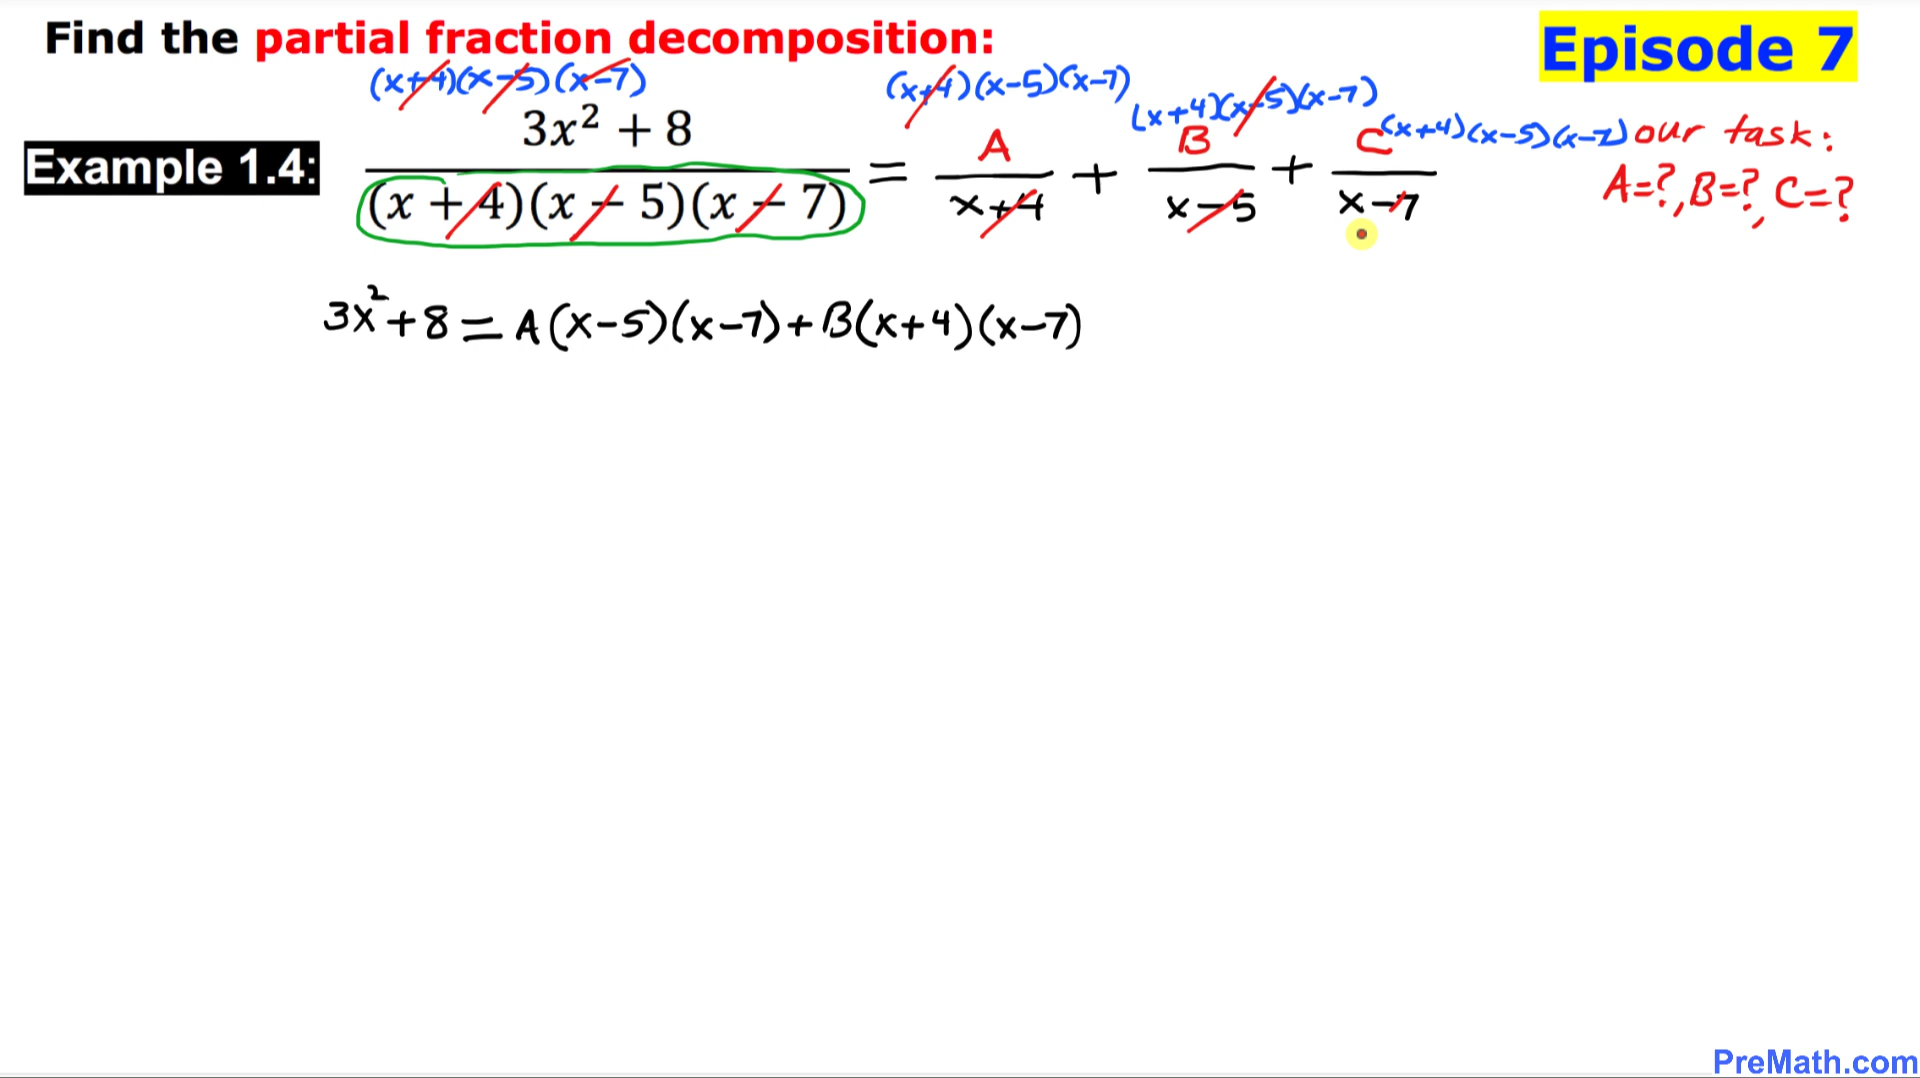 Find the partial fraction decomposition:
Episode 7
(x+4)(x-5)(x-7) (x+4)(x-5)(x-7) (x+4)(x-5)(x-7) (x+4)(x-5)(x-7)
Example 1.4:
3x² + 8
(x + 4)(x − 5)(x − 7)
= A/x+4 + B/x-5 + C/x-7
our task:
A=?, B=?, C=?
3x²+8=A(x-5)(x-7)+B(x+4)(x-7)
PreMath.com